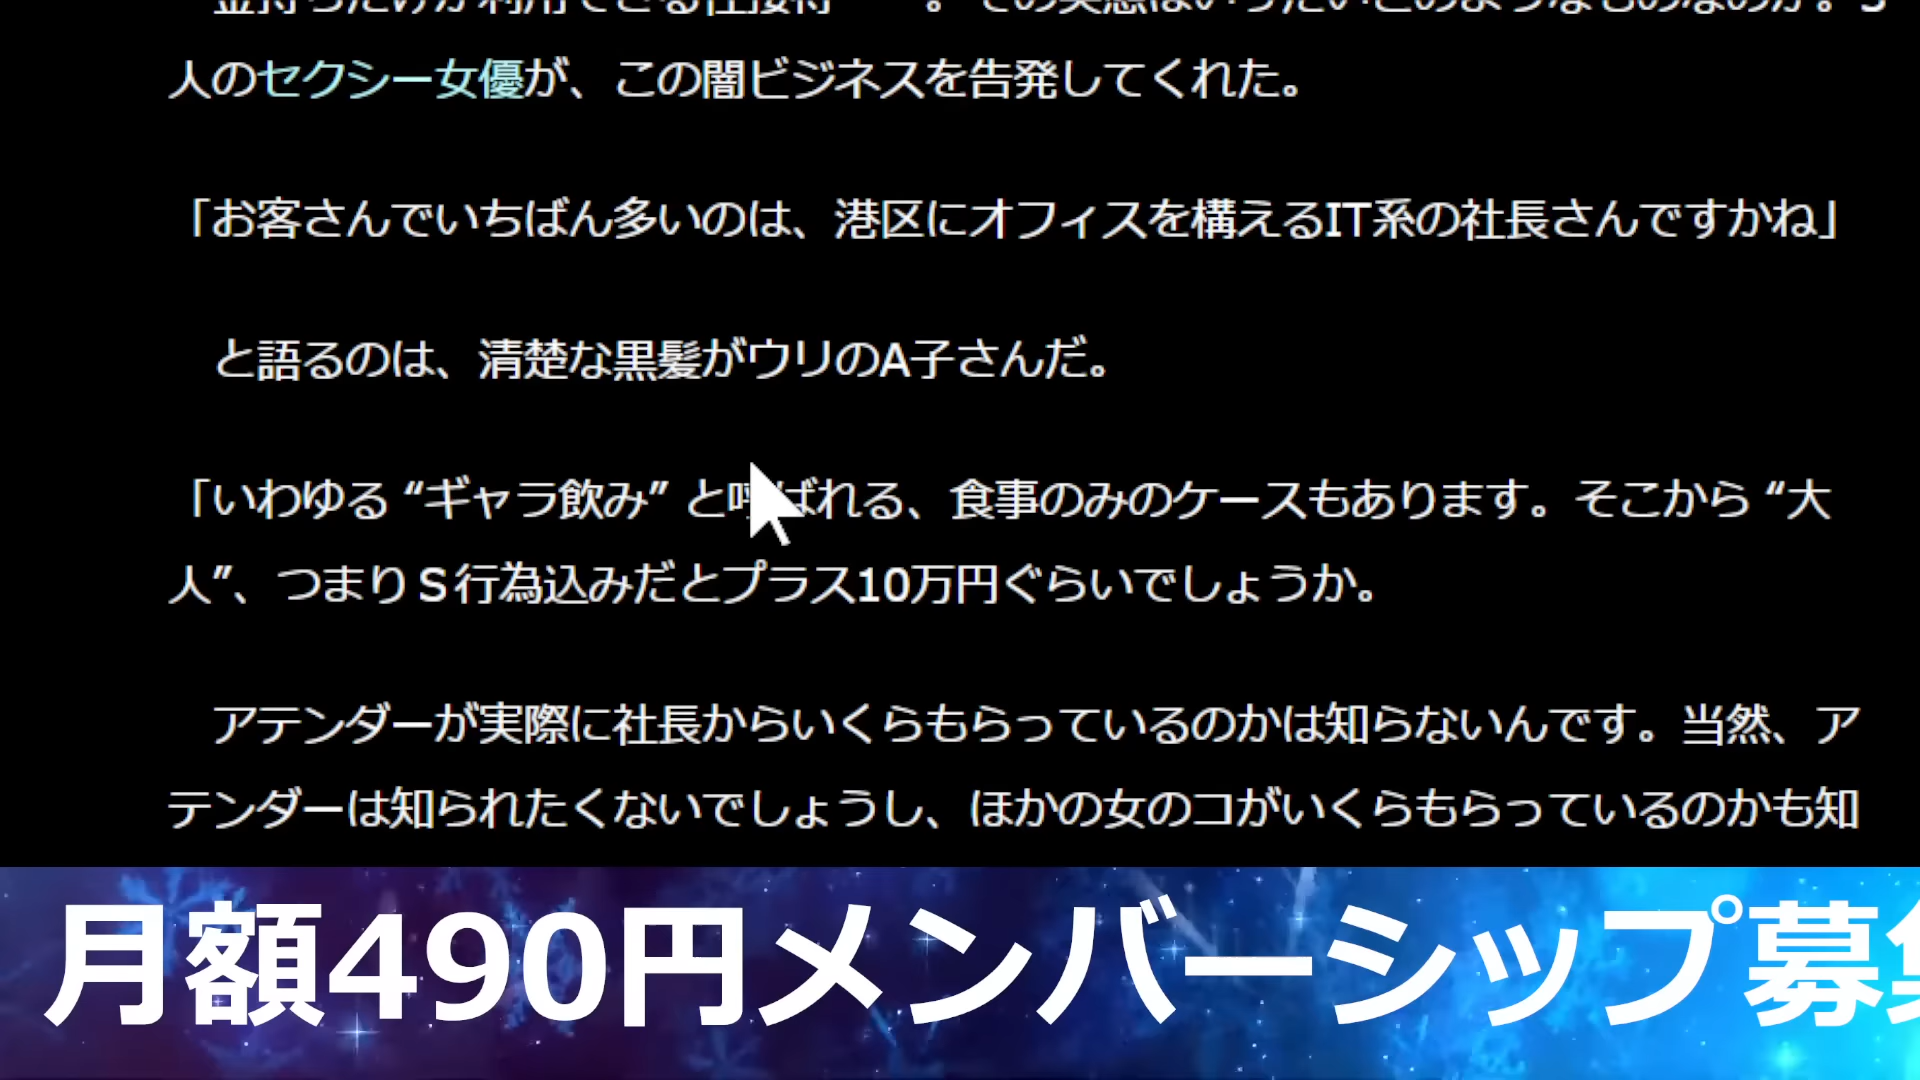 人のセクシー女優が、この闇ビジネスを告発してくれた。
「お客さんでいちばん多いのは、港区にオフィスを構えるIT系の社長さんですかね」
と語るのは、清楚な黒髪がウリのA子さんだ。
「いわゆる “ギャラ飲み” と呼ばれる、食事のみのケースもあります。そこから “大
人”、つまりＳ行為込みだとプラス10万円ぐらいでしょうか。
アテンダーが実際に社長からいくらもらっているのかは知らないんです。当然、ア
テンダーは知られたくないでしょうし、ほかの女のコがいくらもらっているのかも知
月額490円メンバーシップ募